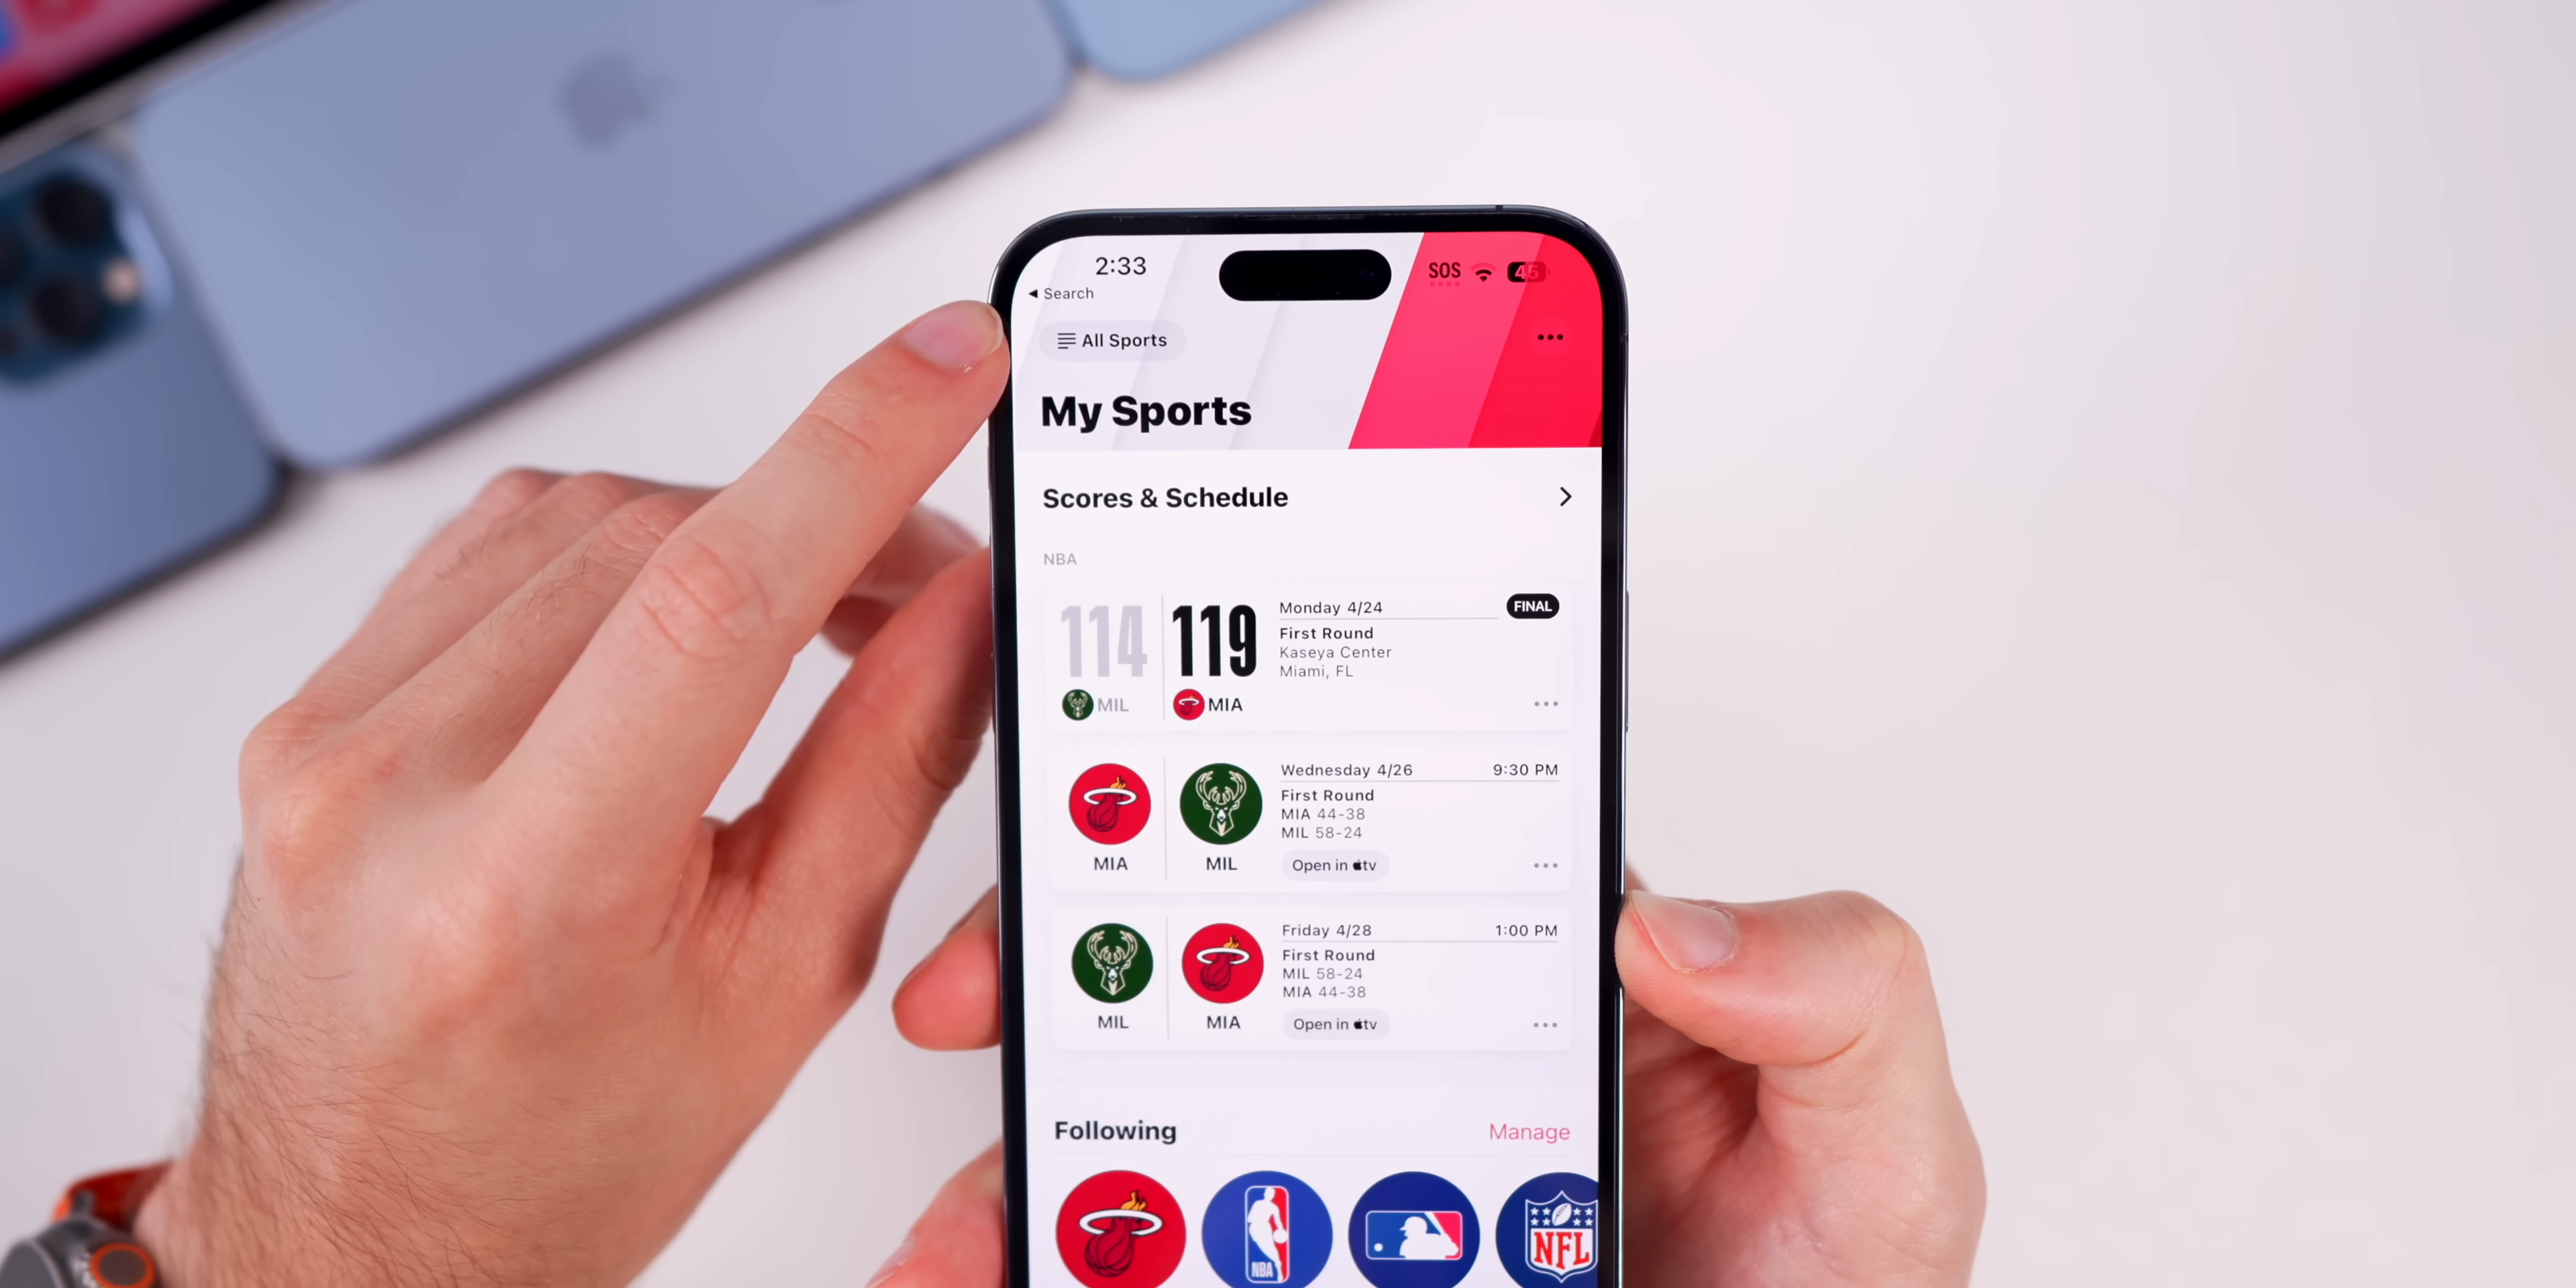 2:33
SOS
45
Search
All Sports
My Sports
Scores & Schedule
NBA
114
119
Monday 4/24
FINAL
First Round
Kaseya Center
Miami, FL
MIL
MIA
Wednesday 4/26
9:30 PM
First Round
MIA 44-38
MIL 58-24
Open in tv
MIA
MIL
Friday 4/28
1:00 PM
First Round
MIL 58-24
MIA 44-38
Open in tv
MIL
MIA
Following
Manage
NBA
NFL